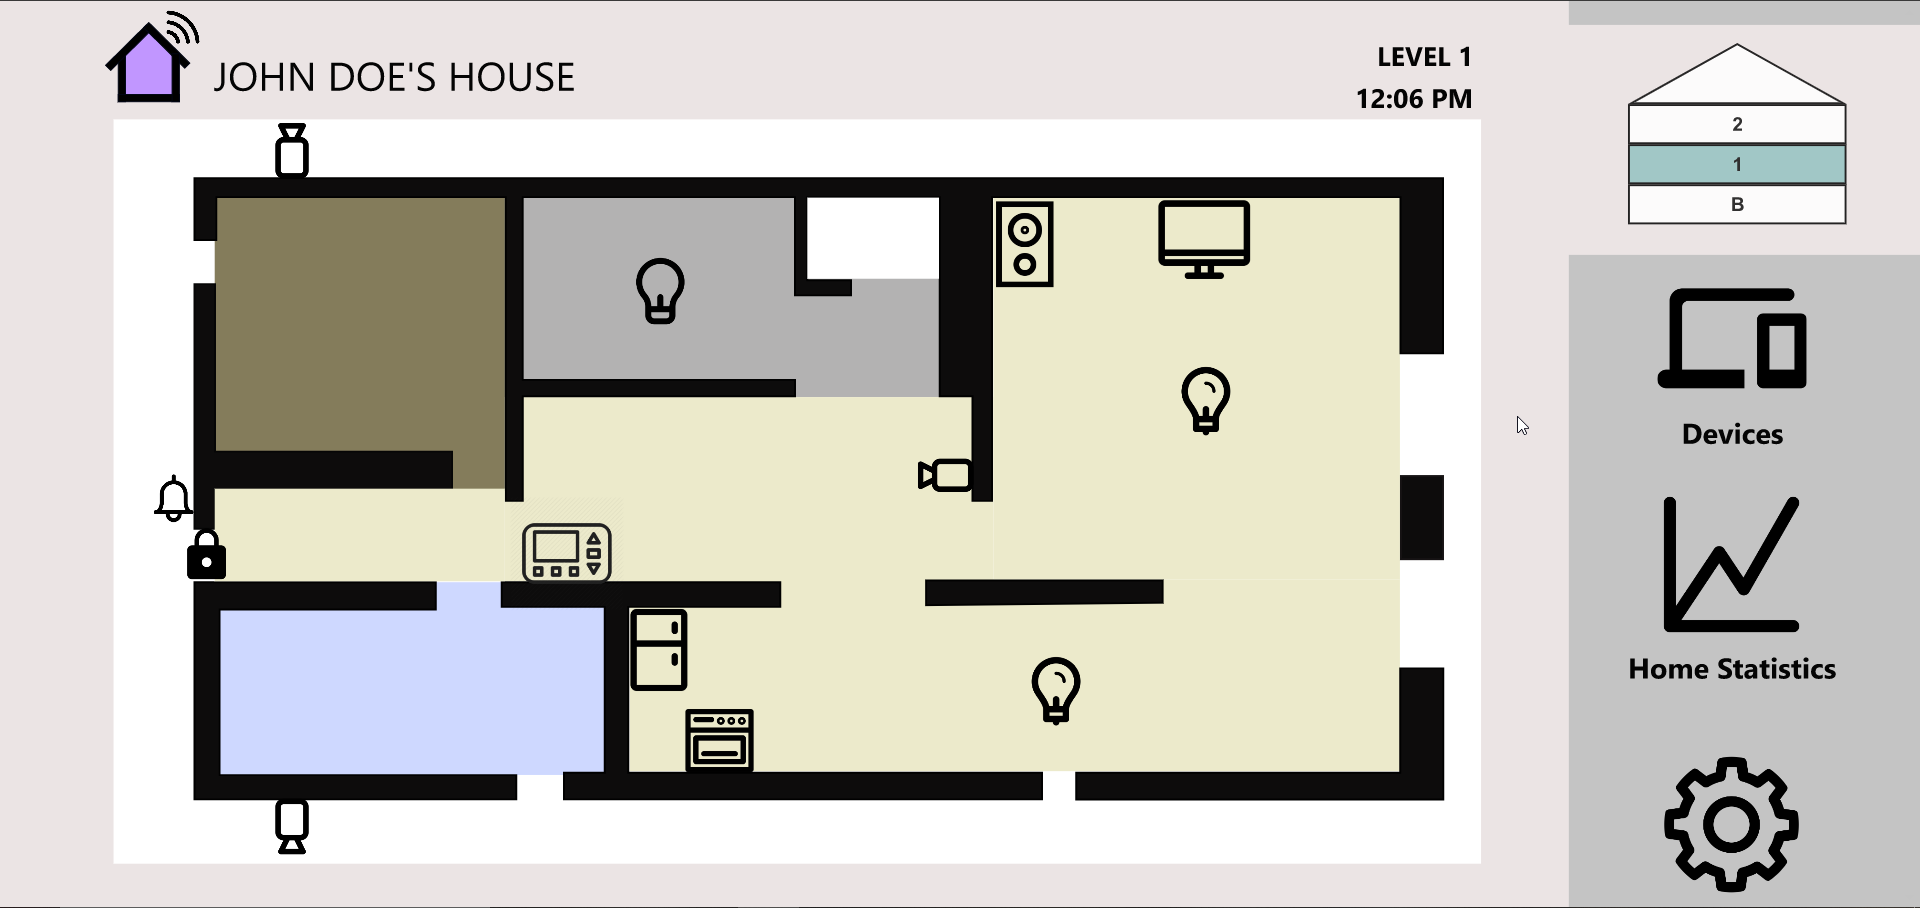 JOHN DOE'S HOUSE
LEVEL 1
12:06 PM
2
1
B
Devices
Home Statistics